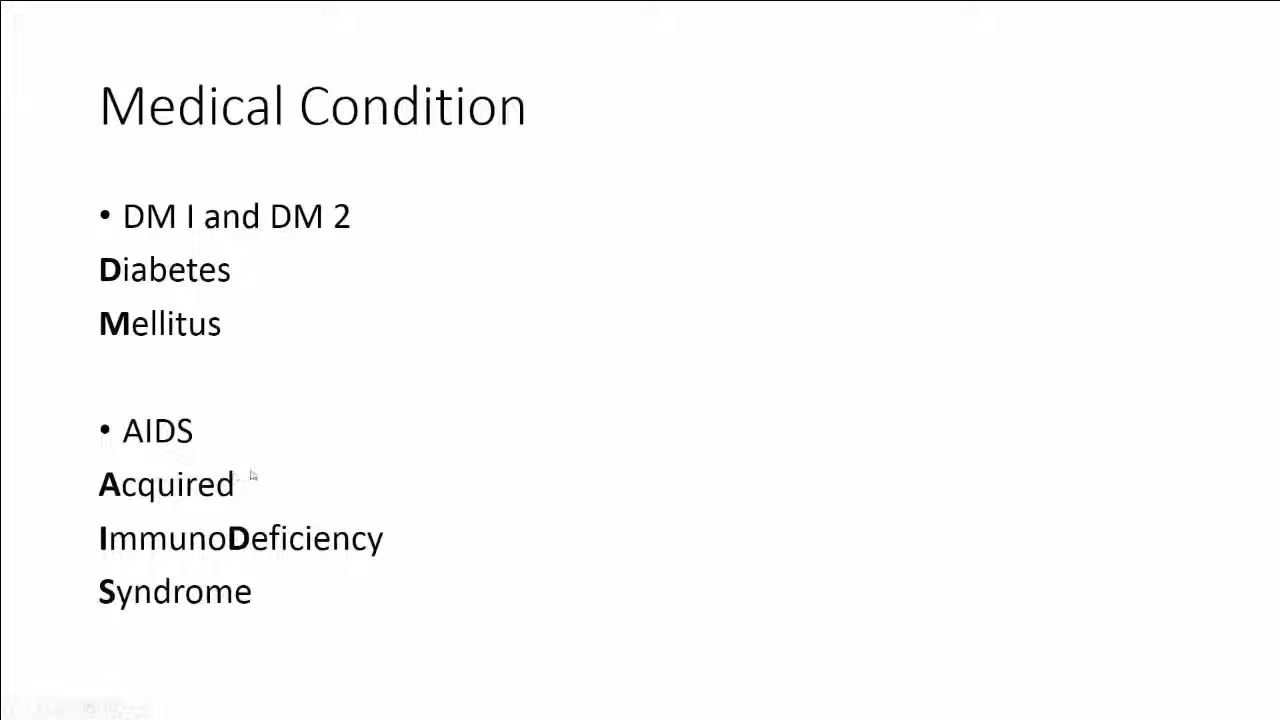 Medical Condition
• DM I and DM 2
Diabetes
Mellitus
• AIDS
Acquired
ImmunoDeficiency
Syndrome